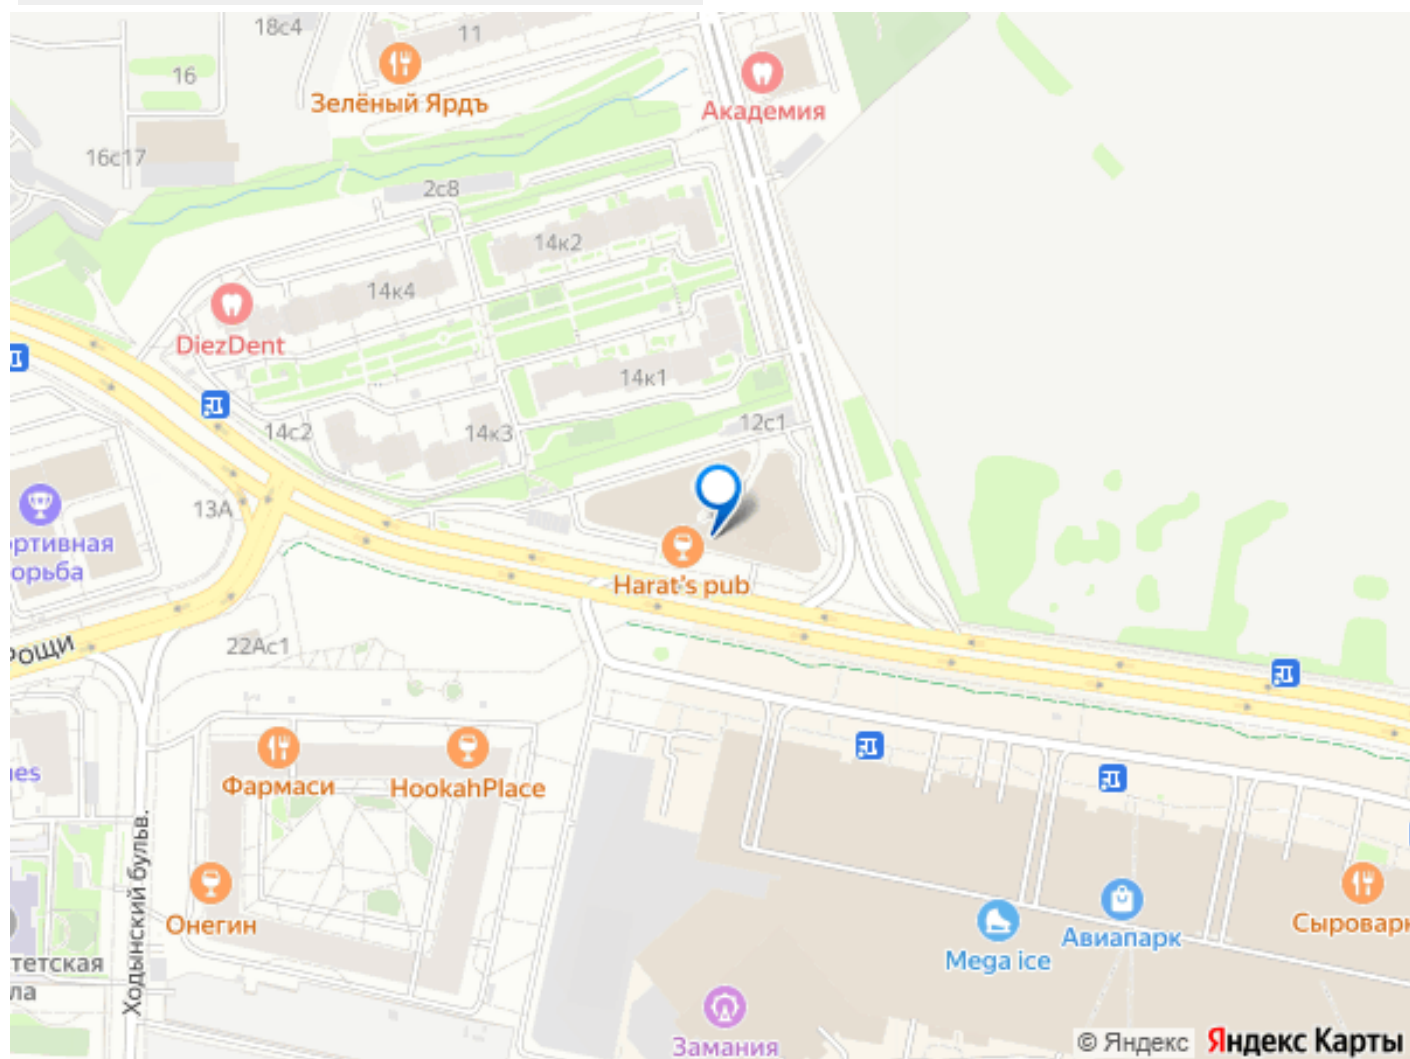 18с4
11
16
Зелёный Ярдъ
Академия
16с17
2с8
14к2
14к4
DiezDent
14к1
14с2
14к3
12с1
13А
ортивная
орьба
Harat's pub
РОЩИ
22Ас1
Фармаси
HookahPlace
es
Ходынский бульв.
Онегин
тетская
ла
Mega ice
Авиапарк
Сыроварн
Замания
© Яндекс
Яндекс Карты